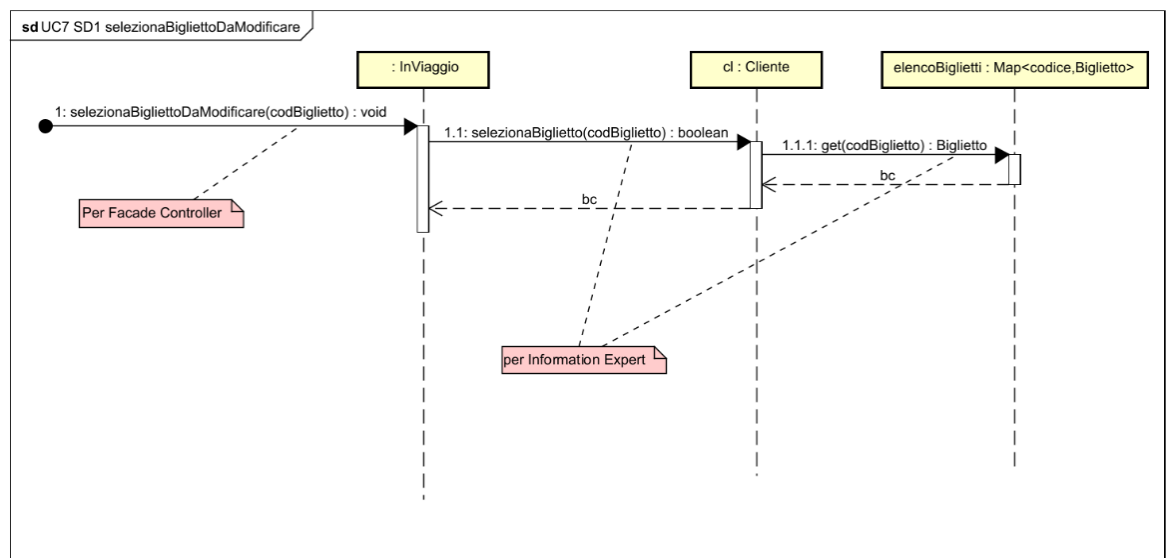 sd UC7 SD1 selezionaBigliettoDaModificare
: InViaggio
cl : Cliente
elencoBiglietti : Map<codice,Biglietto>
1: selezionaBigliettoDaModificare(codBiglietto) : void
1.1: selezionaBiglietto(codBiglietto) : boolean
1.1.1: get(codBiglietto) : Biglietto
bc
bc
Per Facade Controller
per Information Expert